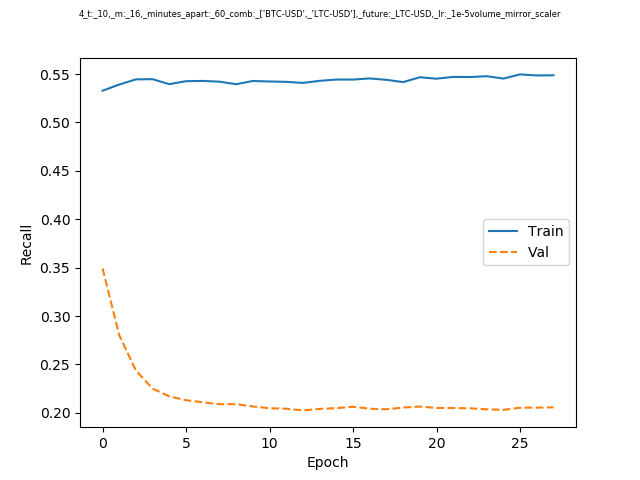 4_t:_10,_m:_16,_minutes_apart:_60_comb:_['BTC-USD',_'LTC-USD'],_future:_LTC-USD,_lr:_1e-5volume_mirror_scaler
0.55
0.50
0.45
0.40
0.35
0.30
0.25
0.20
Recall
Train
Val
0 5 10 15 20 25
Epoch